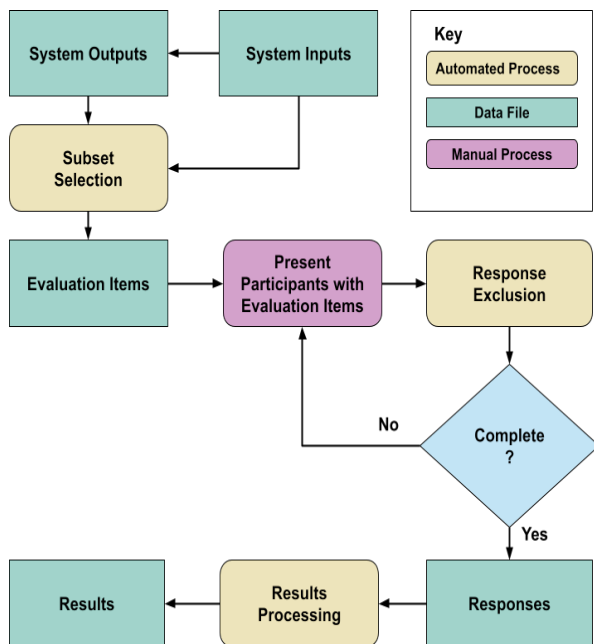 System Outputs
System Inputs
Key
Automated Process
Data File
Manual Process
Subset
Selection
Evaluation Items
Present
Participants with
Evaluation Items
Response
Exclusion
No
Complete
?
Yes
Results
Results
Processing
Responses